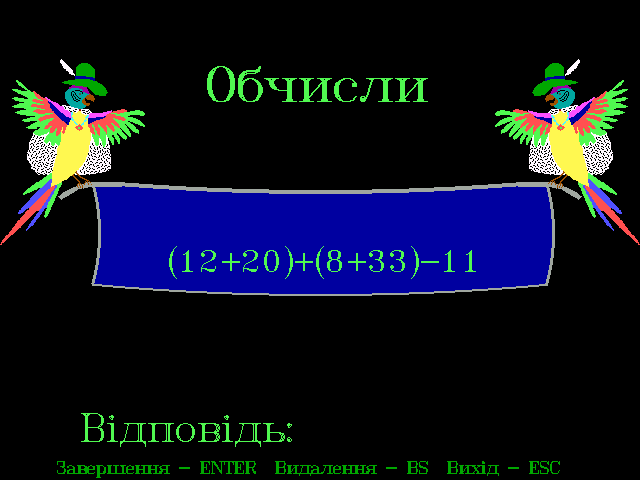 Обчисли
(12+20)+(8+33)-11
Відповідь:
Завершення - ENTER Видалення - BS Вихід - ESC